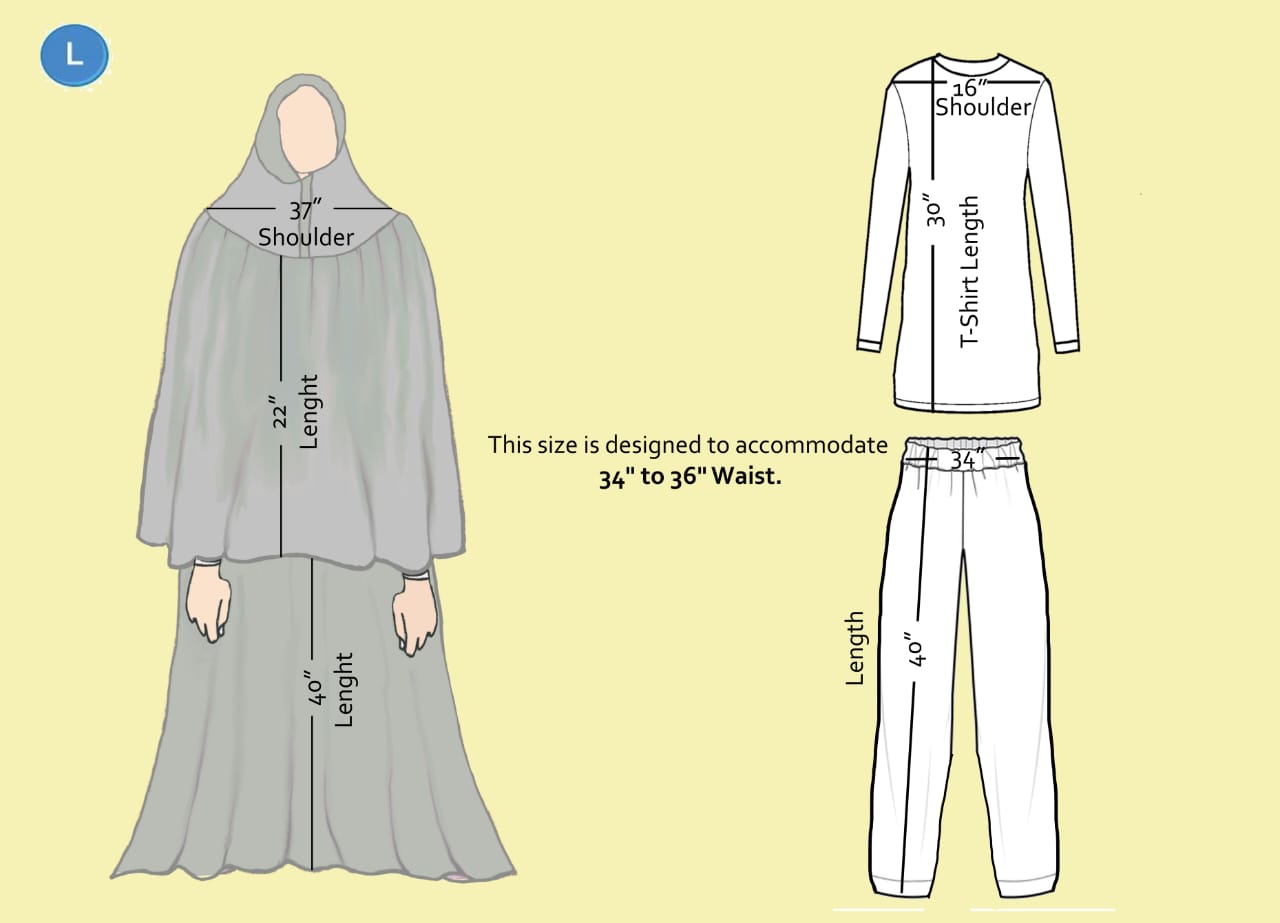 L
37"
Shoulder
22"
Lenght
40"
Lenght
This size is designed to accommodate
34" to 36" Waist.
16"
Shoulder
30"
T-Shirt Length
34"
40"
Length